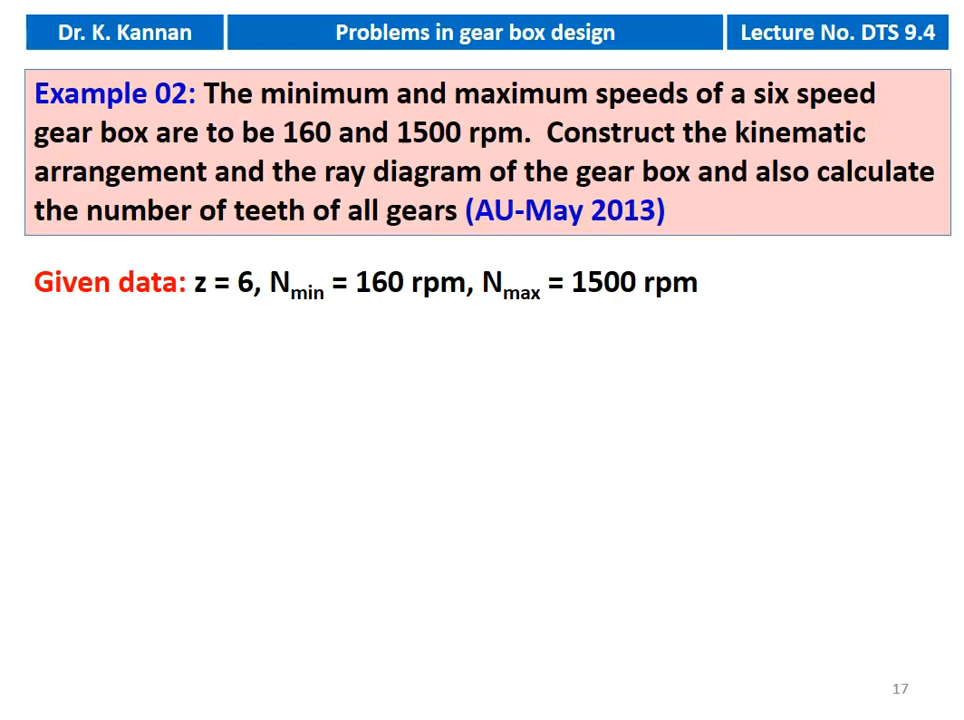 Dr. K. Kannan
Problems in gear box design
Lecture No. DTS 9.4
Example 02: The minimum and maximum speeds of a six speed
gear box are to be 160 and 1500 rpm. Construct the kinematic
arrangement and the ray diagram of the gear box and also calculate
the number of teeth of all gears (AU-May 2013)
Given data: z = 6, Nmin = 160 rpm, Nmax = 1500 rpm
17